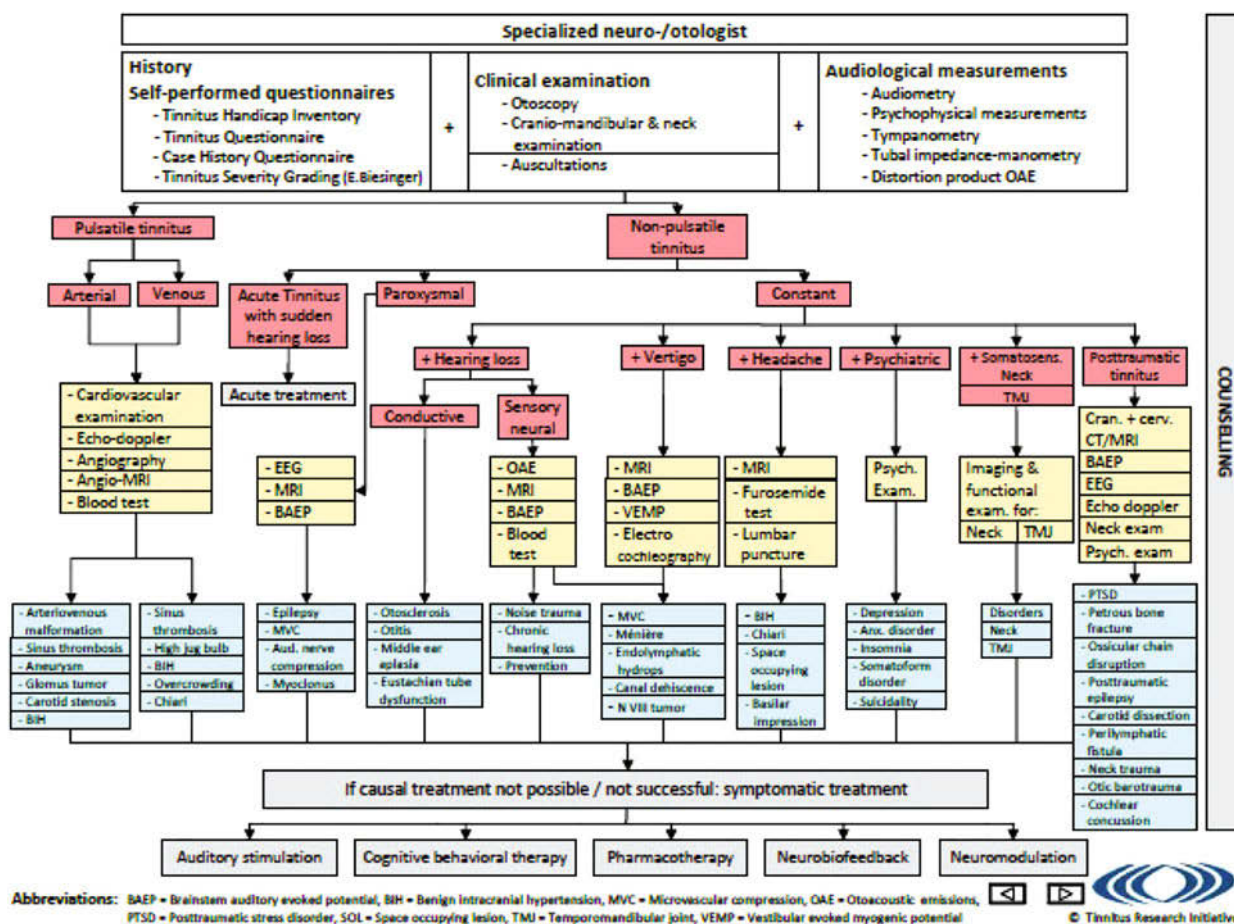 Specialized neuro-/otologist
History
Self-performed questionnaires
- Tinnitus Handicap Inventory
- Tinnitus Questionnaire
- Case History Questionnaire
- Tinnitus Severity Grading (E.Biesinger)
+
Clinical examination
- Otoscopy
- Cranio-mandibular & neck
examination
- Auscultations
+
Audiological measurements
- Audiometry
- Psychophysical measurements
- Tympanometry
- Tubal impedance-manometry
- Distortion product OAE
COUNSELLING
Pulsatile tinnitus
Non-pulsatile
tinnitus
Arterial
Venous
Acute Tinnitus
with sudden
hearing loss
Paroxysmal
Constant
+ Hearing loss
+ Vertigo
+ Headache
+ Psychiatric
+ Somatosens.
Neck
TMJ
Posttraumatic
tinnitus
Acute treatment
Conductive
Sensory
neural
- Cardiovascular
examination
- Echo-doppler
- Angiography
- Angio-MRI
- Blood test
- EEG
- MRI
- BAEP
- OAE
- MRI
- BAEP
- Blood
test
- MRI
- BAEP
- VEMP
- Electro
cochleography
- MRI
- Furosemide
test
- Lumbar
puncture
Psych.
Exam.
Imaging &
functional
exam. for:
Neck
TMJ
Cran. + cerv.
CT/MRI
BAEP
EEG
Echo doppler
Neck exam
Psych. exam
- Arteriovenous
malformation
- Sinus thrombosis
- Aneurysm
- Glomus tumor
- Carotid stenosis
- BIH
- Sinus
thrombosis
- High jug bulb
- BIH
- Overcrowding
- Chiari
- Epilepsy
- MVC
- Aud. nerve
compression
- Myoclonus
- Otosclerosis
- Otitis
- Middle ear
aplasia
- Eustachian tube
dysfunction
- Noise trauma
- Chronic
hearing loss
- Prevention
- MVC
- Ménière
- Endolymphatic
hydrops
- Canal dehiscence
- N VIII tumor
- BIH
- Chiari
- Space
occupying
lesion
- Basilar
impression
- Depression
- Anx. disorder
- Insomnia
- Somatoform
disorder
- Suicidality
Disorders
Neck
TMJ
- PTSD
- Petrous bone
fracture
- Ossicular chain
disruption
- Posttraumatic
epilepsy
- Carotid dissection
- Perilymphatic
fistula
- Neck trauma
- Otic barotrauma
- Cochlear
concussion
If causal treatment not possible / not successful: symptomatic treatment
Auditory stimulation
Cognitive behavioral therapy
Pharmacotherapy
Neurobiofeedback
Neuromodulation
Abbreviations: BAEP = Brainstem auditory evoked potential, BIH = Benign intracranial hypertension, MVC = Microvascular compression, OAE = Otoacoustic emissions,
PTSD = Posttraumatic stress disorder, SOL = Space occupying lesion, TMJ = Temporomandibular joint, VEMP = Vestibular evoked myogenic potential
© Tinnitus Research Initiative